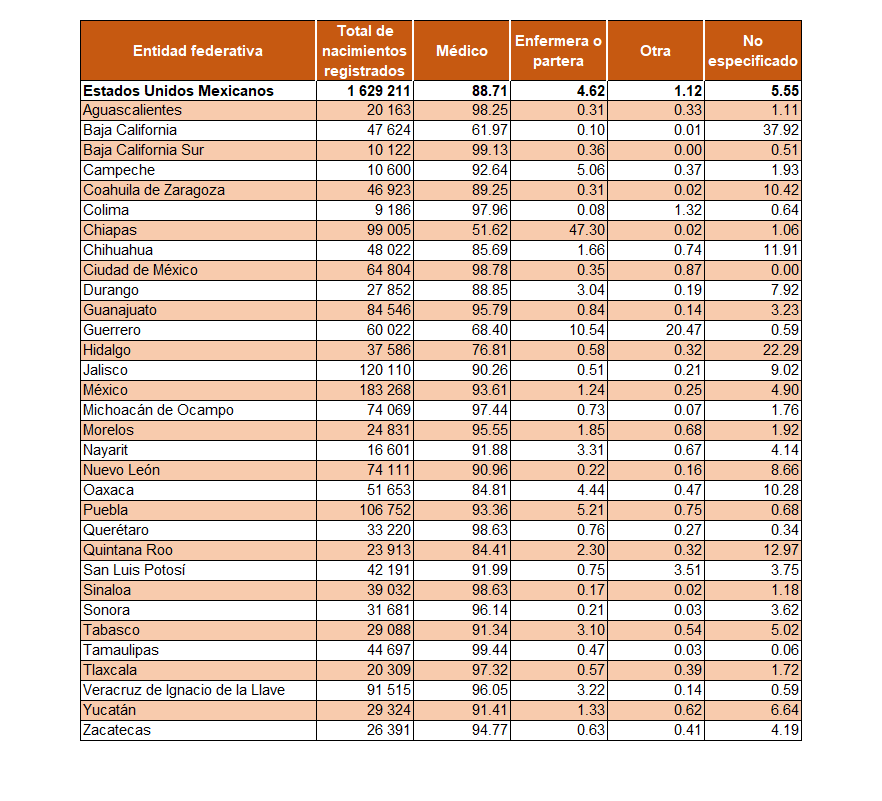 Entidad federativa Total de nacimientos registrados Médico Enfermera o partera Otra No especificado
Estados Unidos Mexicanos 1 629 211 88.71 4.62 1.12 5.55
Aguascalientes 20 163 98.25 0.31 0.33 1.11
Baja California 47 624 61.97 0.10 0.01 37.92
Baja California Sur 10 122 99.13 0.36 0.00 0.51
Campeche 10 600 92.64 5.06 0.37 1.93
Coahuila de Zaragoza 46 923 89.25 0.31 0.02 10.42
Colima 9 186 97.96 0.08 1.32 0.64
Chiapas 99 005 51.62 47.30 0.02 1.06
Chihuahua 48 022 85.69 1.66 0.74 11.91
Ciudad de México 64 804 98.78 0.35 0.87 0.00
Durango 27 852 88.85 3.04 0.19 7.92
Guanajuato 84 546 95.79 0.84 0.14 3.23
Guerrero 60 022 68.40 10.54 20.47 0.59
Hidalgo 37 586 76.81 0.58 0.32 22.29
Jalisco 120 110 90.26 0.51 0.21 9.02
México 183 268 93.61 1.24 0.25 4.90
Michoacán de Ocampo 74 069 97.44 0.73 0.07 1.76
Morelos 24 831 95.55 1.85 0.68 1.92
Nayarit 16 601 91.88 3.31 0.67 4.14
Nuevo León 74 111 90.96 0.22 0.16 8.66
Oaxaca 51 653 84.81 4.44 0.47 10.28
Puebla 106 752 93.36 5.21 0.75 0.68
Querétaro 33 220 98.63 0.76 0.27 0.34
Quintana Roo 23 913 84.41 2.30 0.32 12.97
San Luis Potosí 42 191 91.99 0.75 3.51 3.75
Sinaloa 39 032 98.63 0.17 0.02 1.18
Sonora 31 681 96.14 0.21 0.03 3.62
Tabasco 29 088 91.34 3.10 0.54 5.02
Tamaulipas 44 697 99.44 0.47 0.03 0.06
Tlaxcala 20 309 97.32 0.57 0.39 1.72
Veracruz de Ignacio de la Llave 91 515 96.05 3.22 0.14 0.59
Yucatán 29 324 91.41 1.33 0.62 6.64
Zacatecas 26 391 94.77 0.63 0.41 4.19